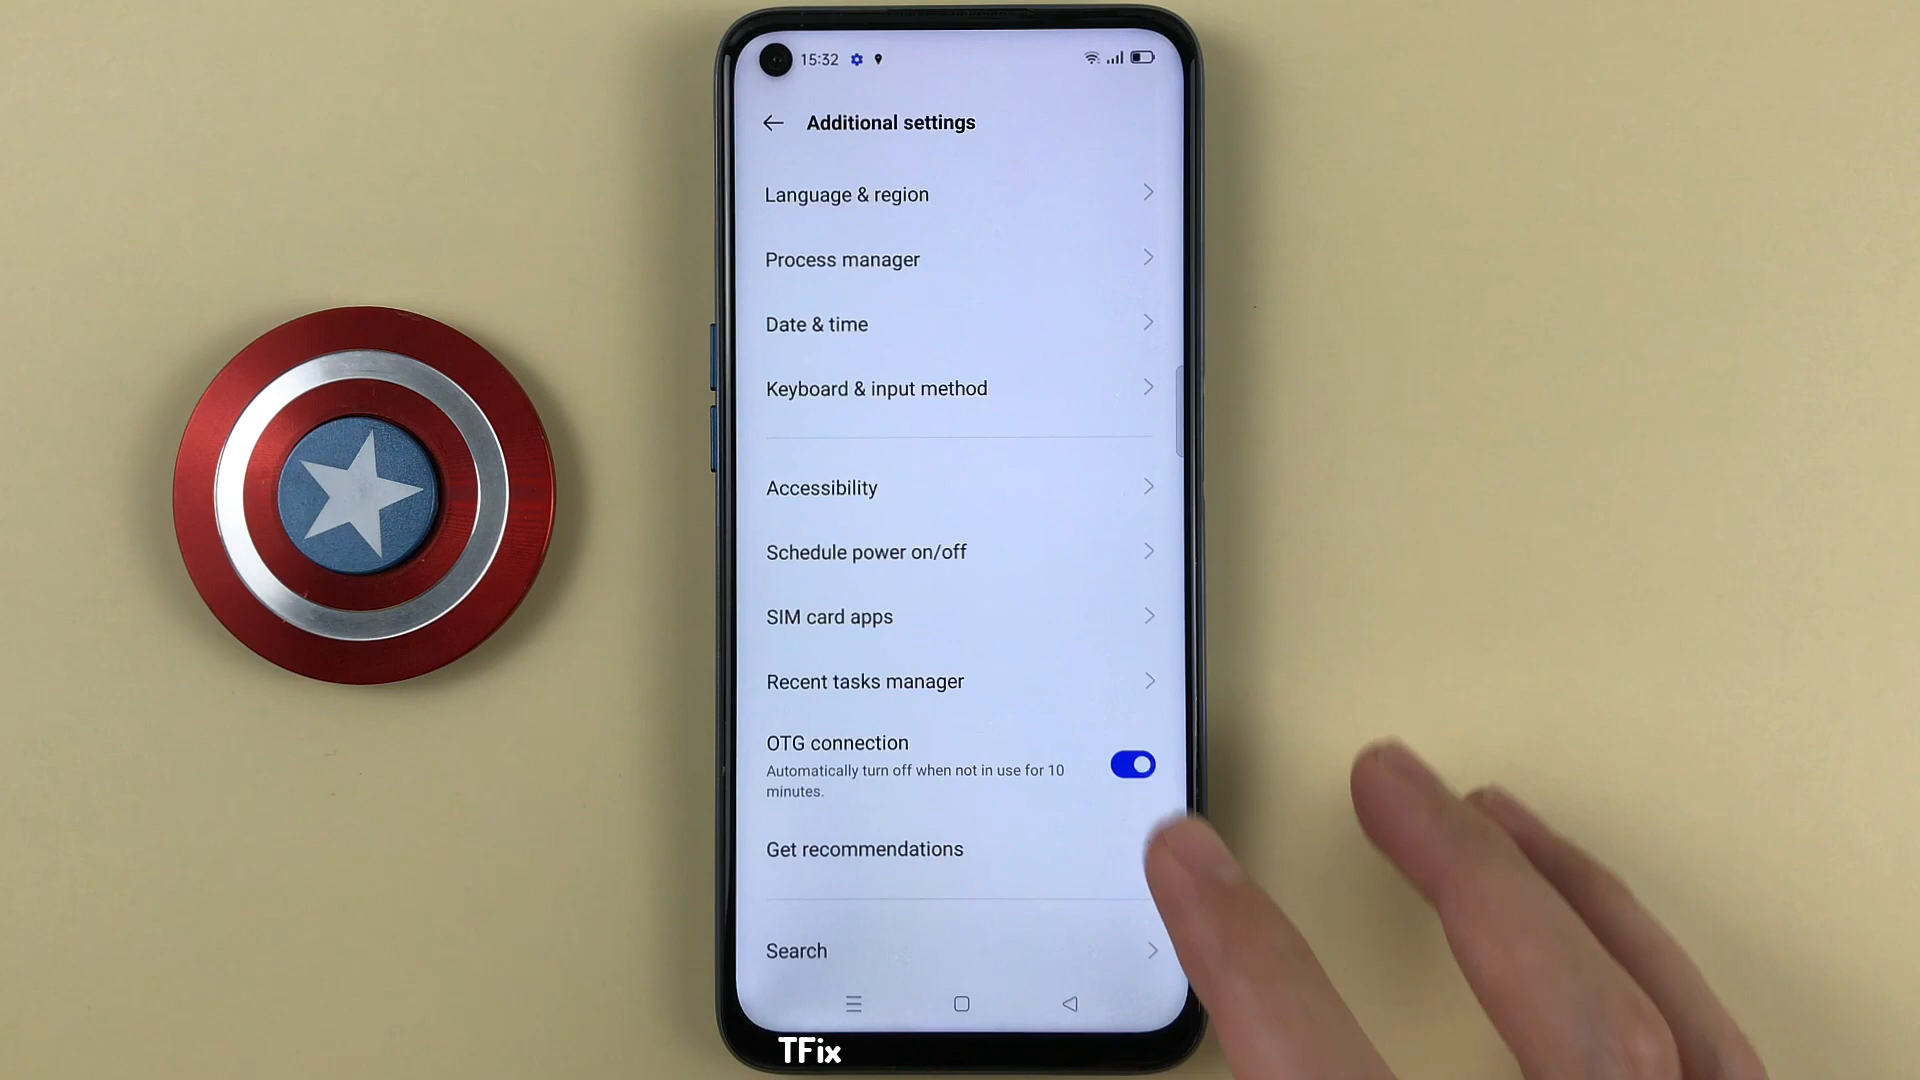 15:32
Additional settings
Language & region
Process manager
Date & time
Keyboard & input method
Accessibility
Schedule power on/off
SIM card apps
Recent tasks manager
OTG connection
Automatically turn off when not in use for 10
minutes.
Get recommendations
Search
TFix